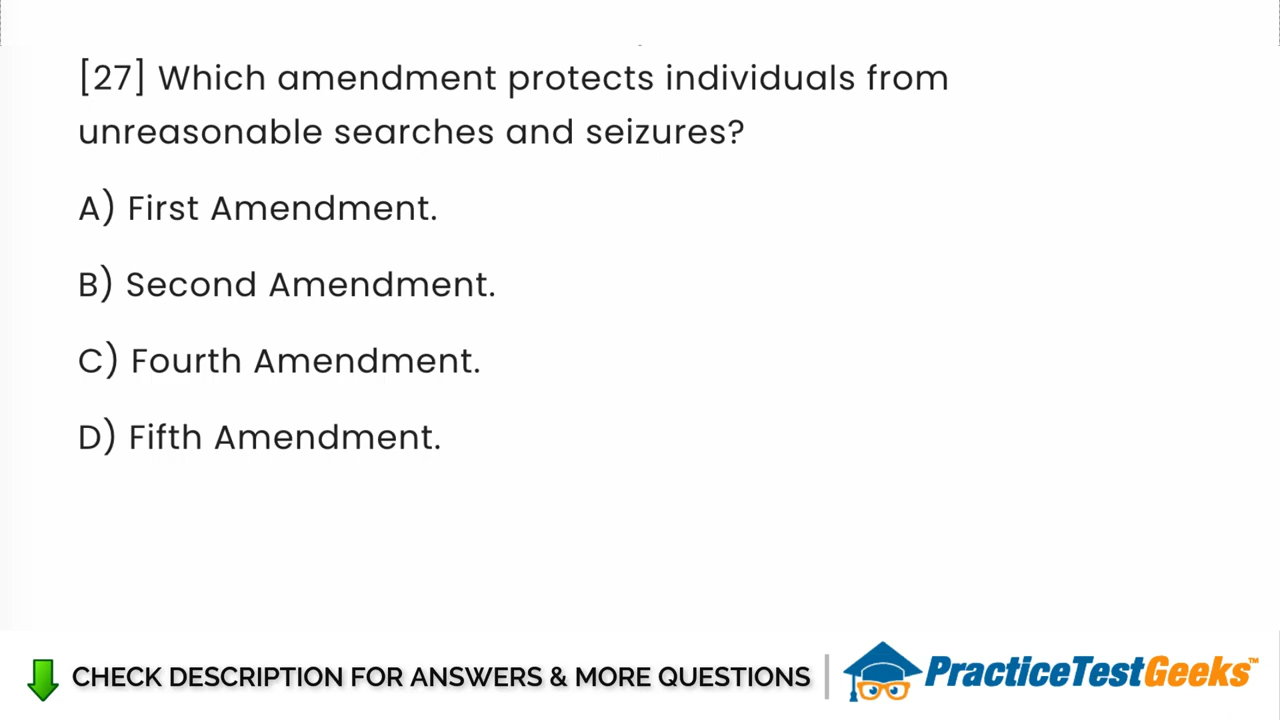 [27] Which amendment protects individuals from
unreasonable searches and seizures?
A) First Amendment.
B) Second Amendment.
C) Fourth Amendment.
D) Fifth Amendment.
CHECK DESCRIPTION FOR ANSWERS & MORE QUESTIONS
PracticeTestGeeks™